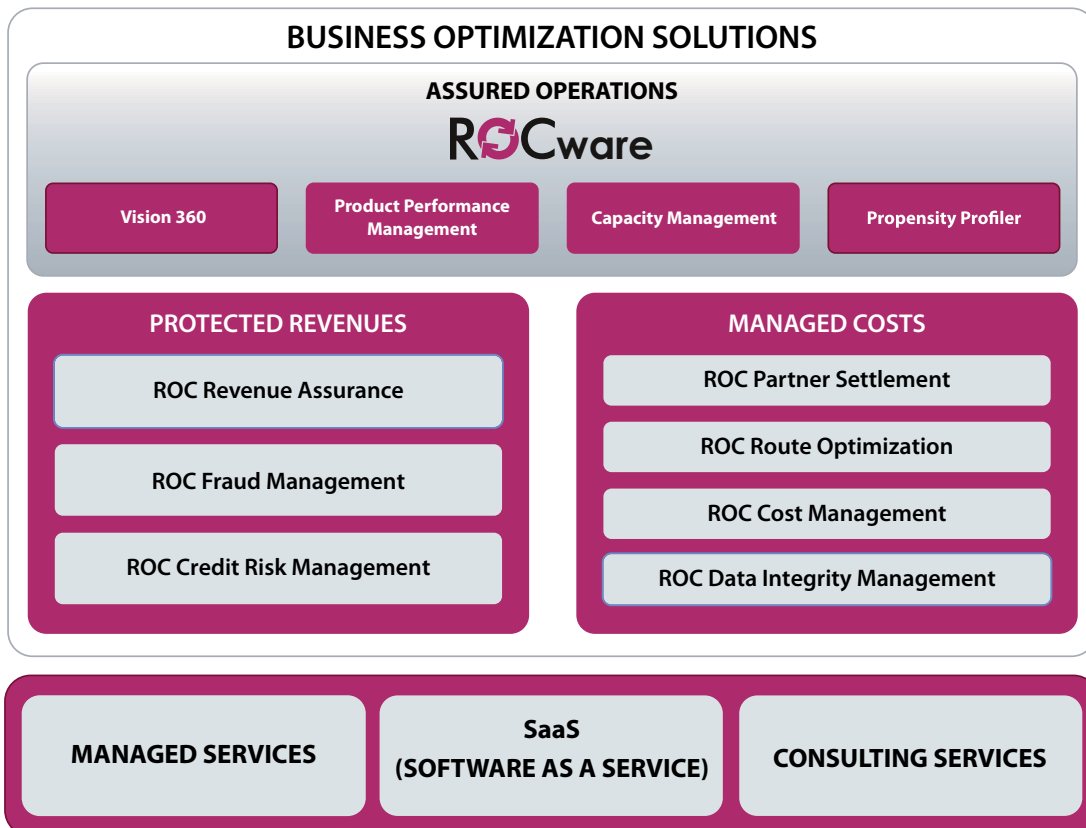 BUSINESS OPTIMIZATION SOLUTIONS
ASSURED OPERATIONS
ROCware
Vision 360
Product Performance
Management
Capacity Management
Propensity Profiler
PROTECTED REVENUES
ROC Revenue Assurance
ROC Fraud Management
ROC Credit Risk Management
MANAGED COSTS
ROC Partner Settlement
ROC Route Optimization
ROC Cost Management
ROC Data Integrity Management
MANAGED SERVICES
SaaS
(SOFTWARE AS A SERVICE)
CONSULTING SERVICES